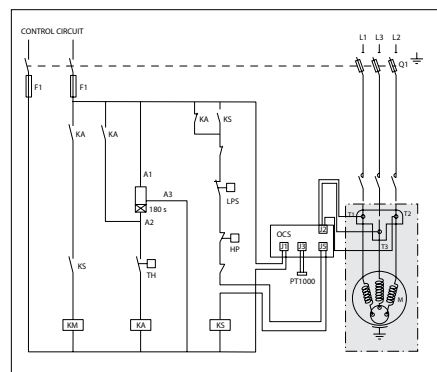 CONTROL CIRCUIT
L1 L3 L2
Q1
F1 F1
KA KA KA KS
A1
A3
180 s
A2
LPS
T1 T2
J2
OCS
T3
J1 J3 J5
HP
KS
TH
PT1000
M
KM KA KS